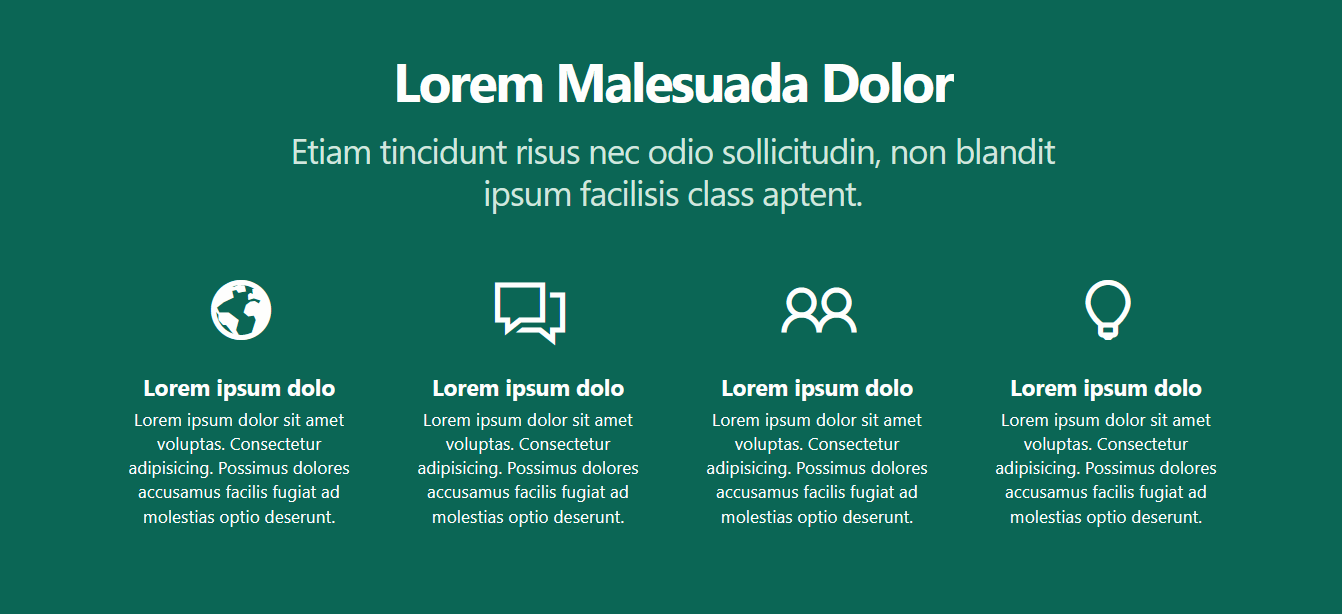 Lorem Malesuada Dolor
Etiam tincidunt risus nec odio sollicitudin, non blandit
ipsum facilisis class aptent.
Lorem ipsum dolo
Lorem ipsum dolor sit amet
voluptas. Consectetur
adipisicing. Possimus dolores
accusamus facilis fugiat ad
molestias optio deserunt.
Lorem ipsum dolo
Lorem ipsum dolor sit amet
voluptas. Consectetur
adipisicing. Possimus dolores
accusamus facilis fugiat ad
molestias optio deserunt.
Lorem ipsum dolo
Lorem ipsum dolor sit amet
voluptas. Consectetur
adipisicing. Possimus dolores
accusamus facilis fugiat ad
molestias optio deserunt.
Lorem ipsum dolo
Lorem ipsum dolor sit amet
voluptas. Consectetur
adipisicing. Possimus dolores
accusamus facilis fugiat ad
molestias optio deserunt.